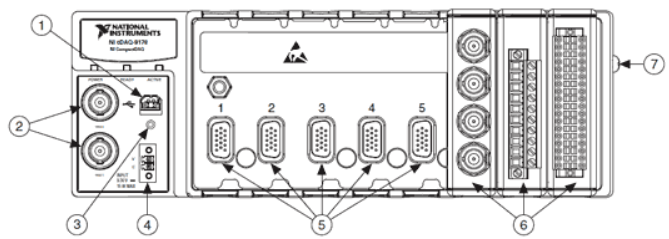 NATIONAL
INSTRUMENTS
NI cDAQ-9178
NI CompactDAQ
POWER READY ACTIVE
INPUT
1
2
3
4
5
1
2
3
4
5
6
7